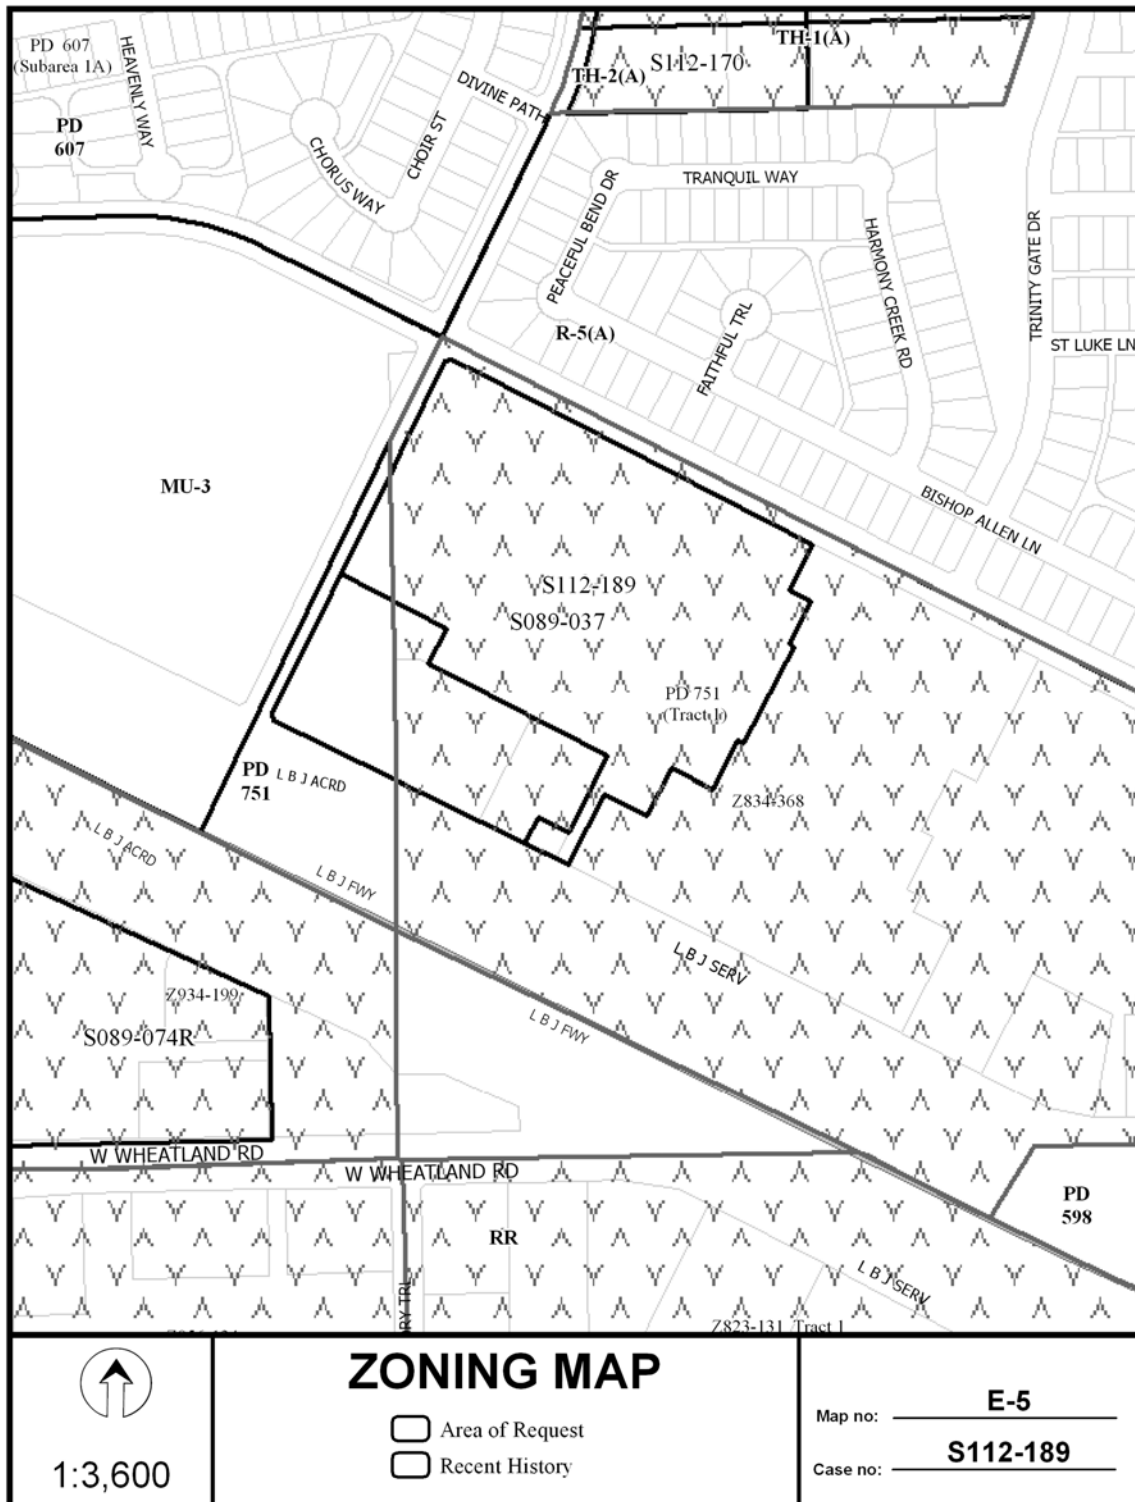 PD 607
(Subarea 1A)
HEAVENLY WAY
PD
607
CHORUS WAY
CHOIR ST
DIVINE PATH
TH-2(A)
S112-170
TH-1(A)
TRANQUIL WAY
PEACEFUL BEND DR
HARMONY CREEK RD
TRINITY GATE DR
ST LUKE LN
R-5(A)
FAITHFUL TRL
BISHOP ALLEN LN
MU-3
S112-189
S089-037
PD 751
(Tract 1)
Z834-368
PD
751
L B J ACRD
L B J ACRD
L B J FWY
L B J SERV
L B J FWY
Z934-199
S089-074R
W WHEATLAND RD
W WHEATLAND RD
PD
598
RR
L B J SERV
RY TRL
Z823-131 Tract 1
1:3,600
ZONING MAP
Area of Request
Recent History
Map no: E-5
Case no: S112-189